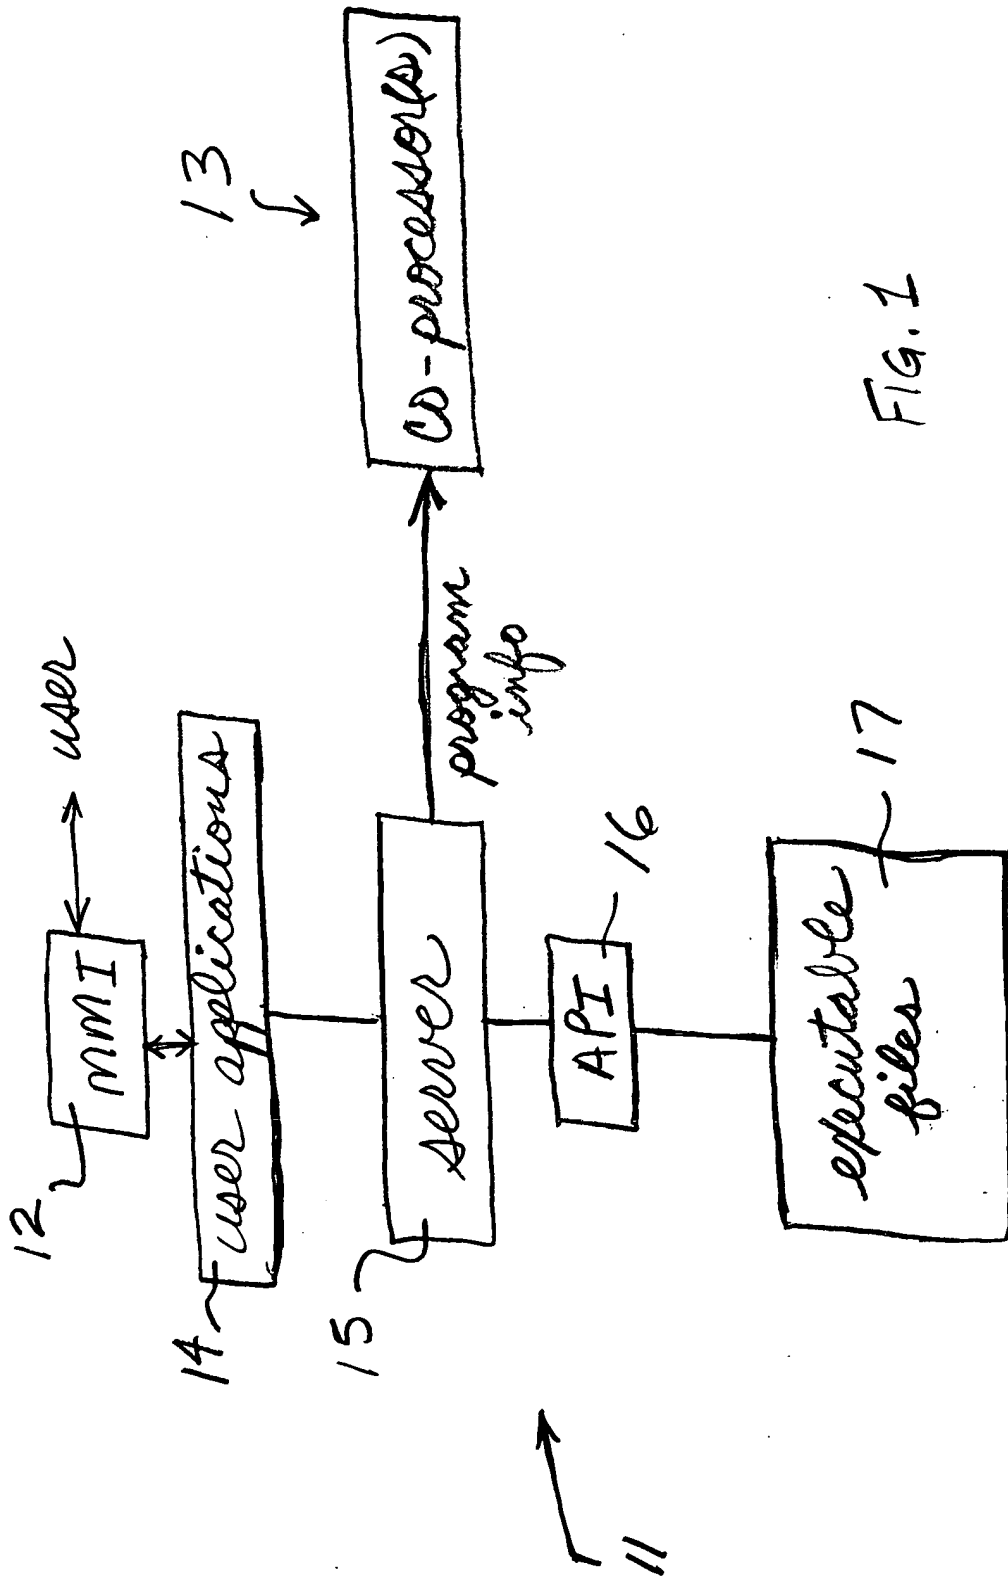 12
MMI
user
14
user applications
13
15
server
program
info
co-processor(s)
API
16
executable
files
17
11
FIG. 1